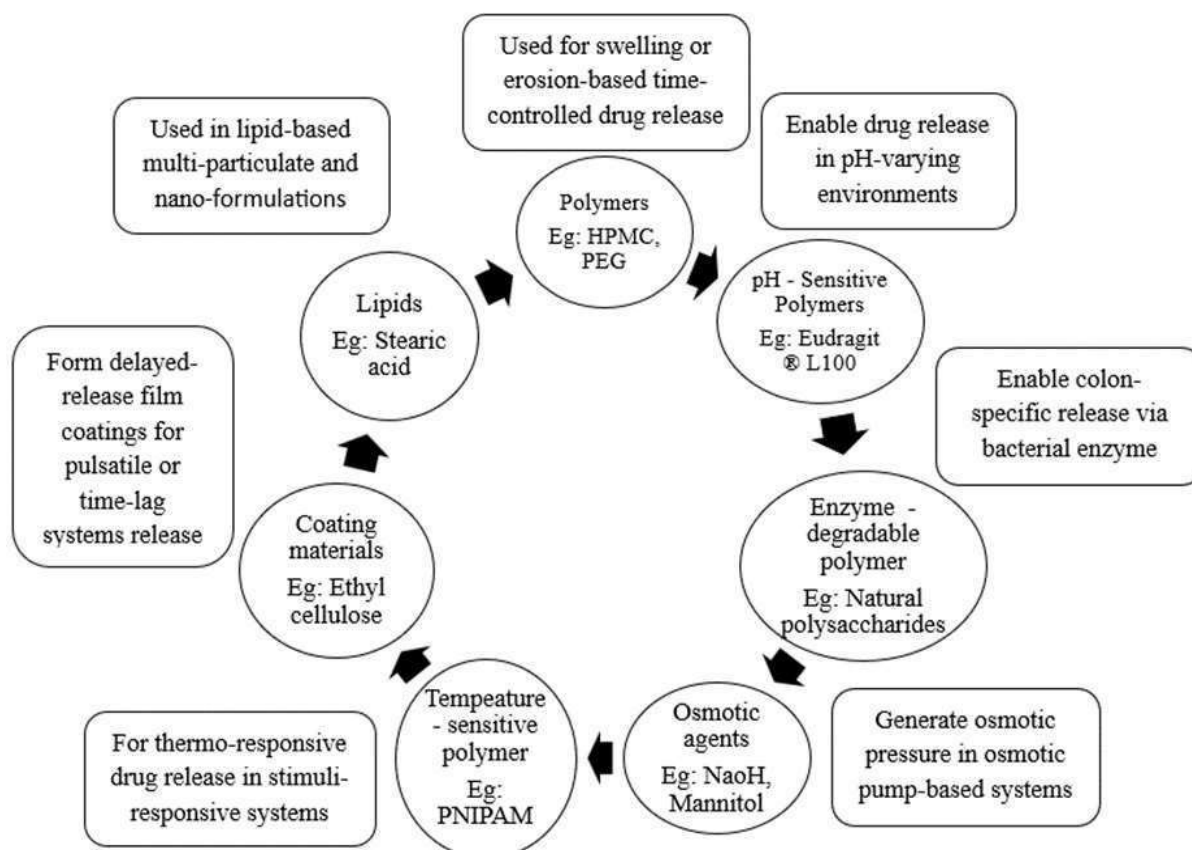 Used for swelling or
erosion-based time-
controlled drug release
Polymers
Eg: HPMC,
PEG
Enable drug release
in pH-varying
environments
pH - Sensitive
Polymers
Eg: Eudragit
® L100
Enable colon-
specific release via
bacterial enzyme
Enzyme -
degradable
polymer
Eg: Natural
polysaccharides
Generate osmotic
pressure in osmotic
pump-based systems
Osmotic
agents
Eg: NaoH,
Mannitol
For thermo-responsive
drug release in stimuli-
responsive systems
Tempeature
- sensitive
polymer
Eg:
PNIPAM
Form delayed-
release film
coatings for
pulsatile or
time-lag
systems release
Coating
materials
Eg: Ethyl
cellulose
Used in lipid-based
multi-particulate and
nano-formulations
Lipids
Eg: Stearic
acid